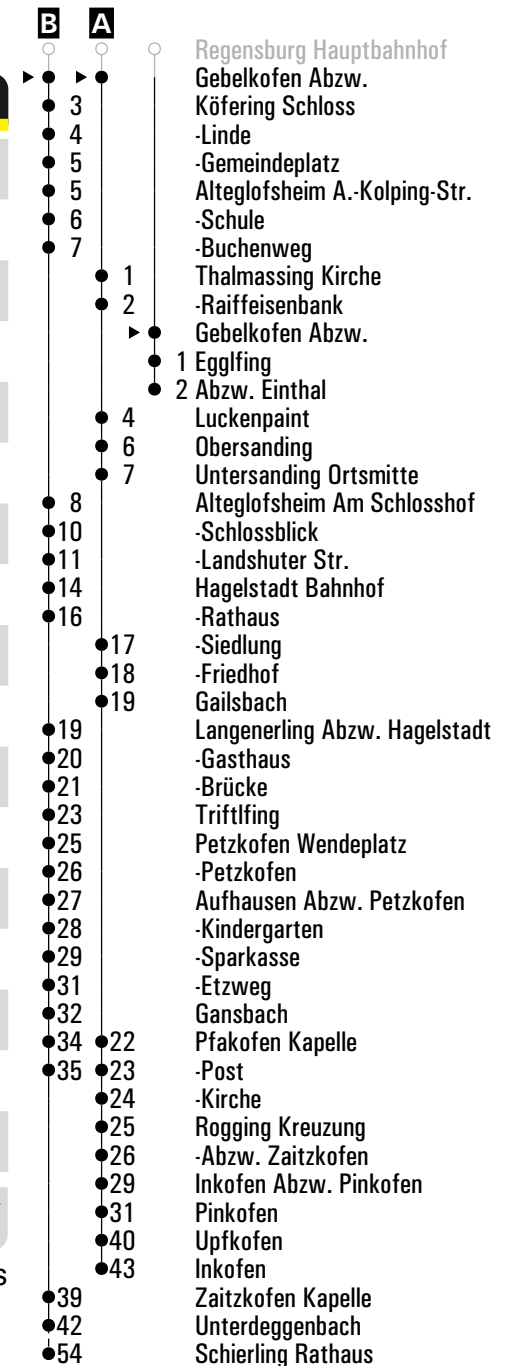 B A
Regensburg Hauptbahnhof
Gebelkofen Abzw.
3 Köfering Schloss
4 -Linde
5 -Gemeindeplatz
5 Alteglofsheim A.-Kolping-Str.
6 -Schule
7 -Buchenweg
1 Thalmassing Kirche
2 -Raiffeisenbank
Gebelkofen Abzw.
1 Egglfing
2 Abzw. Einthal
4 Luckenpaint
6 Obersanding
7 Untersanding Ortsmitte
8 Alteglofsheim Am Schlosshof
10 -Schlossblick
11 -Landshuter Str.
14 Hagelstadt Bahnhof
16 -Rathaus
17 -Siedlung
18 -Friedhof
19 Gailsbach
19 Langenerling Abzw. Hagelstadt
20 -Gasthaus
21 -Brücke
23 Triftlfing
25 Petzkofen Wendeplatz
26 -Petzkofen
27 Aufhausen Abzw. Petzkofen
28 -Kindergarten
29 -Sparkasse
31 -Etzweg
32 Gansbach
34 22 Pfakofen Kapelle
35 23 -Post
24 -Kirche
25 Rogging Kreuzung
26 -Abzw. Zaitzkofen
29 Inkofen Abzw. Pinkofen
31 Pinkofen
40 Upfkofen
43 Inkofen
39 Zaitzkofen Kapelle
42 Unterdeggenbach
54 Schierling Rathaus